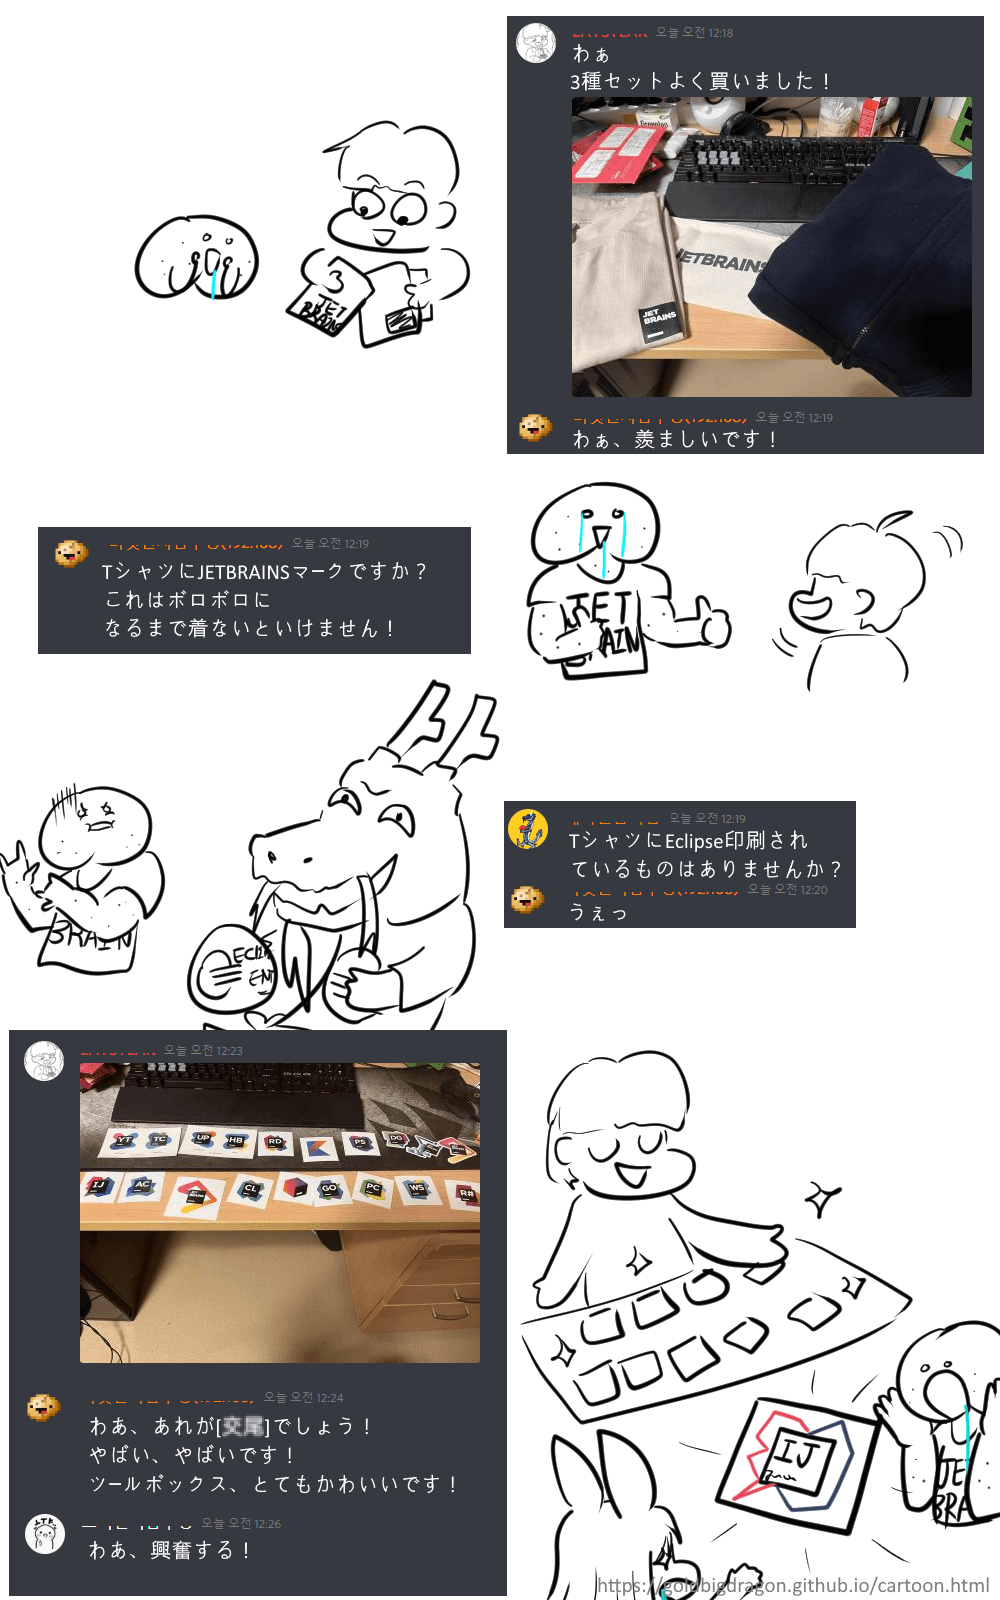 오늘 오전 12:18
わぁ
3種セットよく買いました！
JETBRAINS
JET
BRAINS
JET
BRAIN
오늘 오전 12:19
わぁ、羨ましいです！
오늘 오전 12:19
TシャツにJETBRAINSマークですか？
これはボロボロに
なるまで着ないといけません！
JET
BRAIN
오늘 오전 12:19
TシャツにEclipse印刷され
ているものはありませんか？
오늘 오전 12:20
うぇっ
BRAIN
오늘 오전 12:23
YT
TC
UP
HB
RD
PS
DG
IJ
AC
CL
GO
PC
WS
R#
오늘 오전 12:24
わあ、あれが[交尾]でしょう！
やばい、やばいです！
ツールボックス、とてもかわいいです！
오늘 오전 12:26
わあ、興奮する！
IJ
JET
BRA
https://goldbigdragon.github.io/cartoon.html